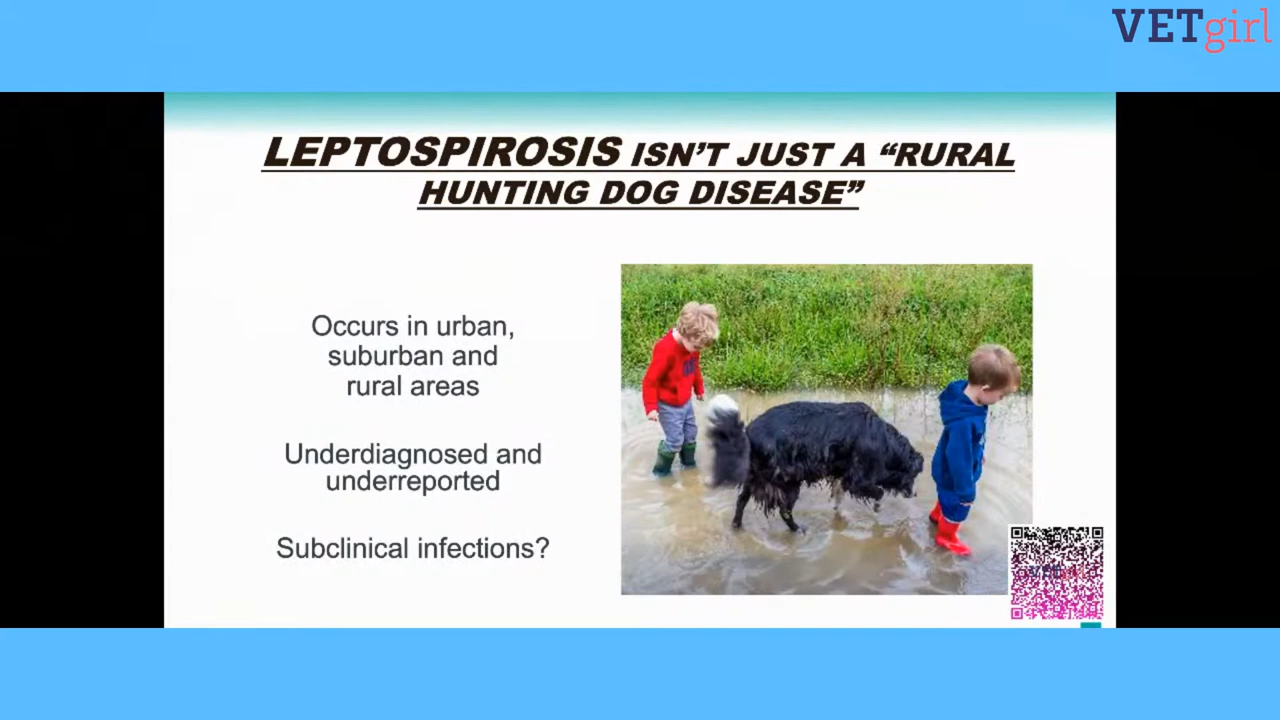 VETgirl
LEPTOSPIROSIS ISN’T JUST A “RURAL
HUNTING DOG DISEASE”
Occurs in urban,
suburban and
rural areas
Underdiagnosed and
underreported
Subclinical infections?
VETgirl